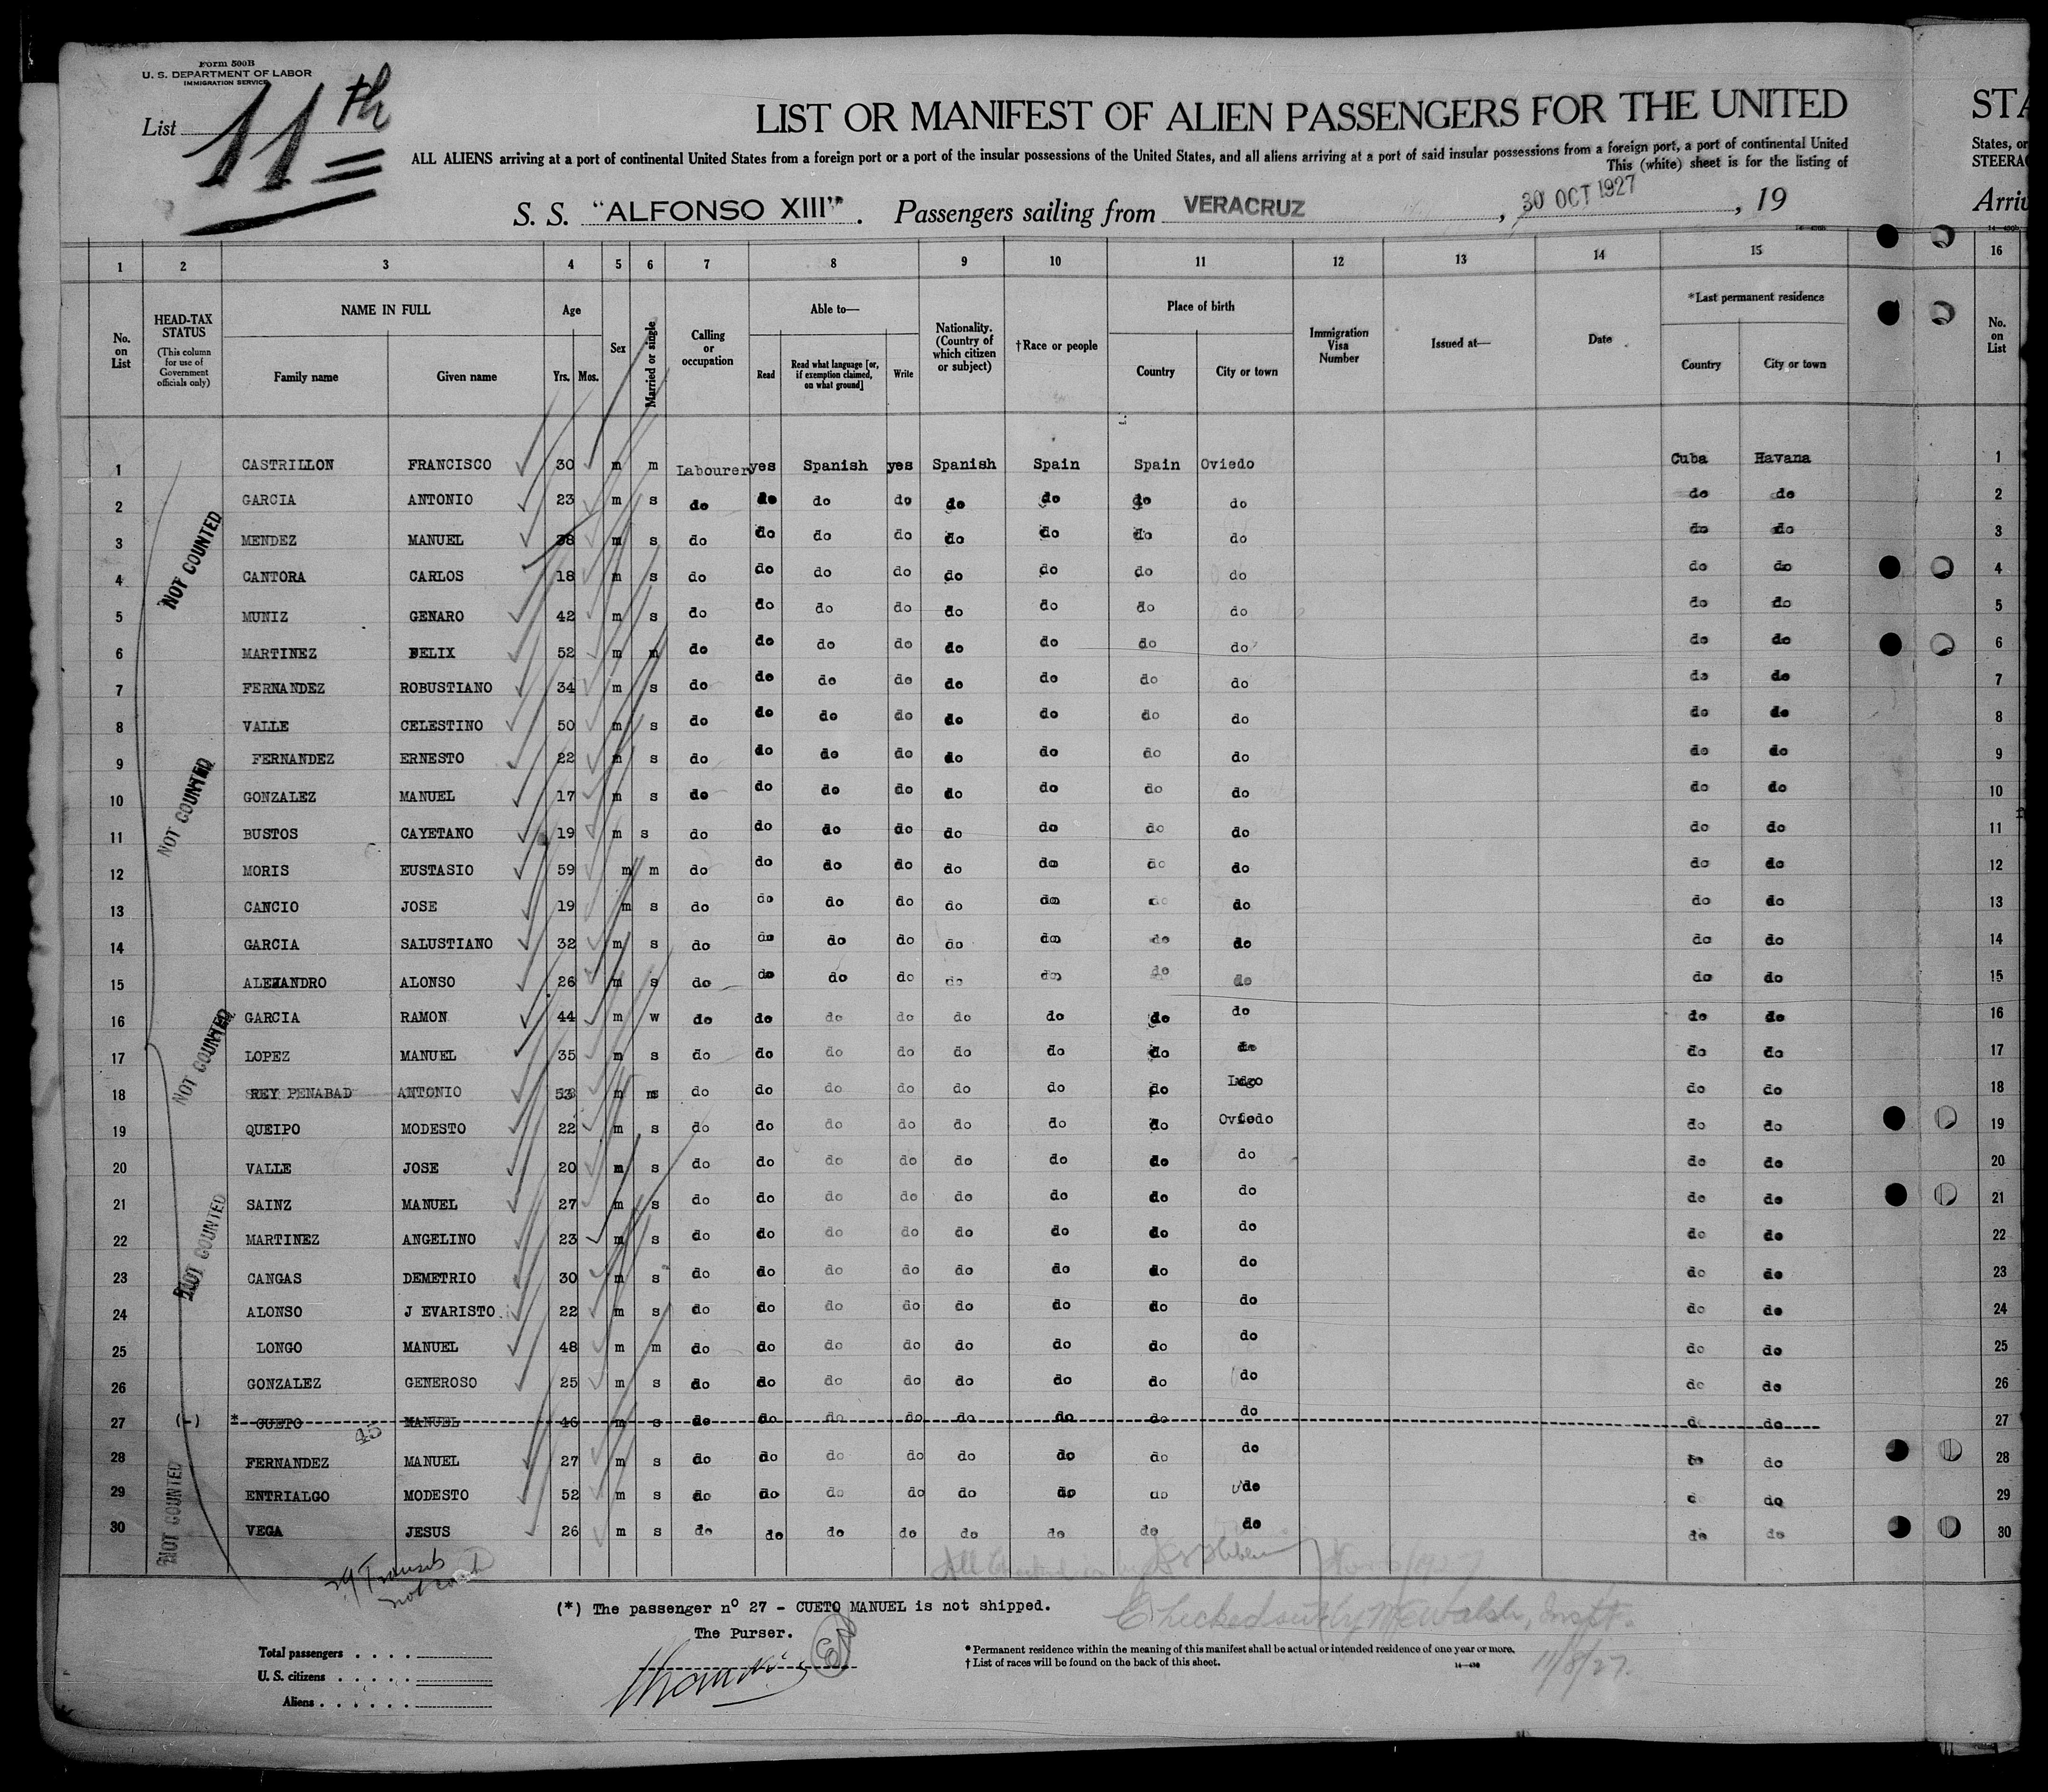 Form 500B
U. S. DEPARTMENT OF LABOR
IMMIGRATION SERVICE
List 11th
LIST OR MANIFEST OF ALIEN PASSENGERS FOR THE UNITED
STA
ALL ALIENS arriving at a port of continental United States from a foreign port or a port of the insular possessions of the United States, and all aliens arriving at a port of said insular possessions from a foreign port, a port of continental United
States, or
This (white) sheet is for the listing of
STEERAG
S. S. "ALFONSO XIII". Passengers sailing from VERACRUZ, 30 OCT 1927, 19
Arriv
1 2 3 4 5 6 7 8 9 10 11 12 13 14 15 16
No. on List
HEAD-TAX STATUS (This column for use of Government officials only)
NAME IN FULL Family name Given name
Age Yrs. Mos.
Sex
Married or single
Calling or occupation
Able to— Read Read what language [or, if exemption claimed, on what ground] Write
Nationality. (Country of which citizen or subject)
†Race or people
Place of birth Country City or town
Immigration Visa Number
Issued at—
Date
*Last permanent residence Country City or town
No. on List
1 CASTRILLON FRANCISCO 30 m m Labourer yes Spanish yes Spanish Spain Spain Oviedo Cuba Havana 1
2 GARCIA ANTONIO 23 m s do do do do do do do do do do 2
3 MENDEZ MANUEL 38 m s do do do do do do do do do do 3
4 CANTORA CARLOS 18 m s do do do do do do do do do do 4
5 MUNIZ GENARO 42 m s do do do do do do do do do do 5
6 MARTINEZ FELIX 52 m m do do do do do do do do do do 6
7 FERNANDEZ ROBUSTIANO 34 m s do do do do do do do do do do 7
8 VALLE CELESTINO 50 m s do do do do do do do do do do 8
9 FERNANDEZ ERNESTO 22 m s do do do do do do do do do do 9
10 GONZALEZ MANUEL 17 m s do do do do do do do do do do 10
11 BUSTOS CAYETANO 19 m s do do do do do do do do do do 11
12 MORIS EUSTASIO 59 m m do do do do do do do do do do 12
13 CANCIO JOSE 19 m s do do do do do do do do do do 13
14 GARCIA SALUSTIANO 32 m s do do do do do do do do do do 14
15 ALEXANDRO ALONSO 26 m s do do do do do do do do do do 15
16 GARCIA RAMON 44 m w do do do do do do do do do do 16
17 LOPEZ MANUEL 35 m s do do do do do do do do do do 17
18 REY PENABAD ANTONIO 53 m m do do do do do do do Lugo do do 18
19 QUEIPO MODESTO 22 m s do do do do do do do Oviedo do do 19
20 VALLE JOSE 20 m s do do do do do do do do do do 20
21 SAINZ MANUEL 27 m s do do do do do do do do do do 21
22 MARTINEZ ANGELINO 23 m s do do do do do do do do do do 22
23 CANGAS DEMETRIO 30 m s do do do do do do do do do do 23
24 ALONSO J EVARISTO. 22 m s do do do do do do do do do do 24
25 LONGO MANUEL 48 m m do do do do do do do do do do 25
26 GONZALEZ GENEROSO 25 m s do do do do do do do do do do 26
27 (-) * CUETO MANUEL 46 m s do do do do do do do do do do 27
45
28 FERNANDEZ MANUEL 27 m s do do do do do do do do do do 28
29 ENTRIALGO MODESTO 52 m s do do do do do do do do do do 29
30 VEGA JESUS 26 m s do do do do do do do do do do 30
NOT COUNTED
NOT COUNTED
NOT COUNTED
NOT COUNTED
NOT COUNTED
29 Transits
not
(*) The passenger nº 27 - CUETO MANUEL is not shipped.
The Purser.
Checked out by Walsh, Inspt.
11/8/27.
Total passengers . . . .
U. S. citizens . . . . .
Aliens . . . . . .
* Permanent residence within the meaning of this manifest shall be actual or intended residence of one year or more.
† List of races will be found on the back of this sheet.